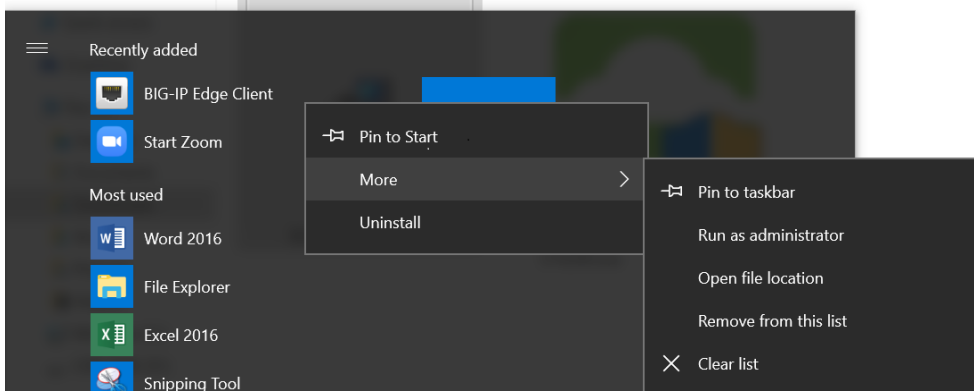 Recently added
BIG-IP Edge Client
Start Zoom
Most used
Word 2016
File Explorer
Excel 2016
Snipping Tool
Pin to Start
More
Uninstall
Pin to taskbar
Run as administrator
Open file location
Remove from this list
Clear list